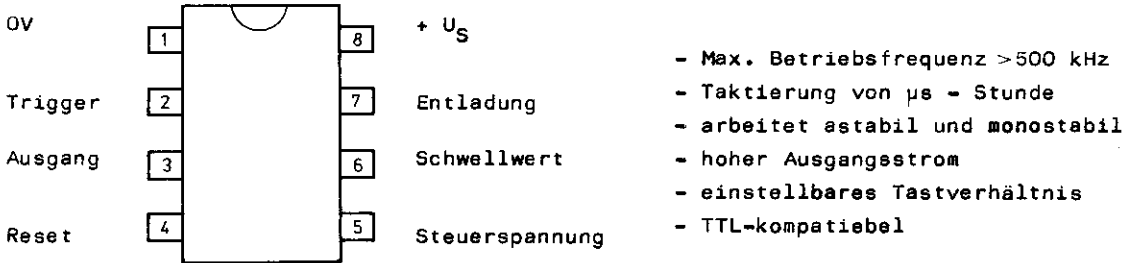 0V 1 8 + US
Trigger 2 7 Entladung
Ausgang 3 6 Schwellwert
Reset 4 5 Steuerspannung
- Max. Betriebsfrequenz >500 kHz
- Taktierung von µs - Stunde
- arbeitet astabil und monostabil
- hoher Ausgangsstrom
- einstellbares Tastverhältnis
- TTL-kompatiebel